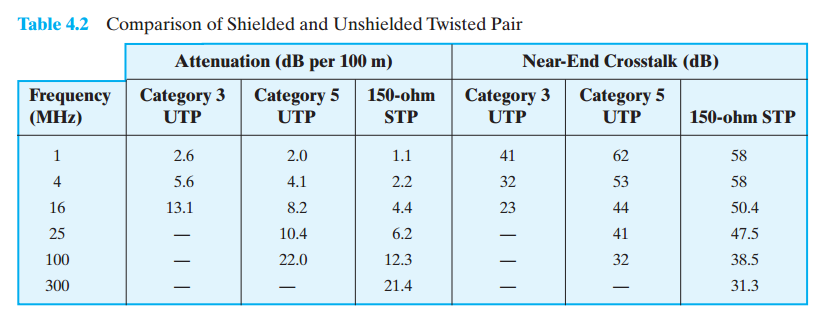 Table 4.2 Comparison of Shielded and Unshielded Twisted Pair
Attenuation (dB per 100 m) Near-End Crosstalk (dB)
Frequency (MHz) Category 3 UTP Category 5 UTP 150-ohm STP Category 3 UTP Category 5 UTP 150-ohm STP
1 2.6 2.0 1.1 41 62 58
4 5.6 4.1 2.2 32 53 58
16 13.1 8.2 4.4 23 44 50.4
25 — 10.4 6.2 — 41 47.5
100 — 22.0 12.3 — 32 38.5
300 — — 21.4 — — 31.3